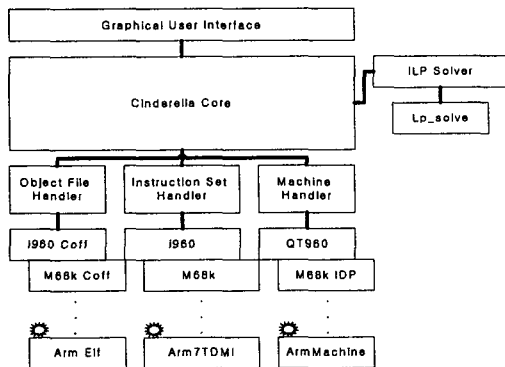 Graphical User Interface
Cinderella Core
ILP Solver
Lp_solve
Object File
Handler
Instruction Set
Handler
Machine
Handler
I960 Coff
i960
QT960
M68k Coff
M68k
M68k IDP
Arm Elf
Arm7TDMI
ArmMachine